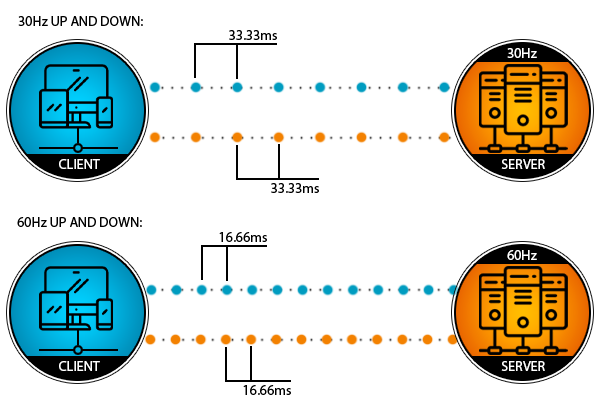 30Hz UP AND DOWN:
33.33ms
30Hz
CLIENT
SERVER
33.33ms
60Hz UP AND DOWN:
16.66ms
60Hz
CLIENT
SERVER
16.66ms